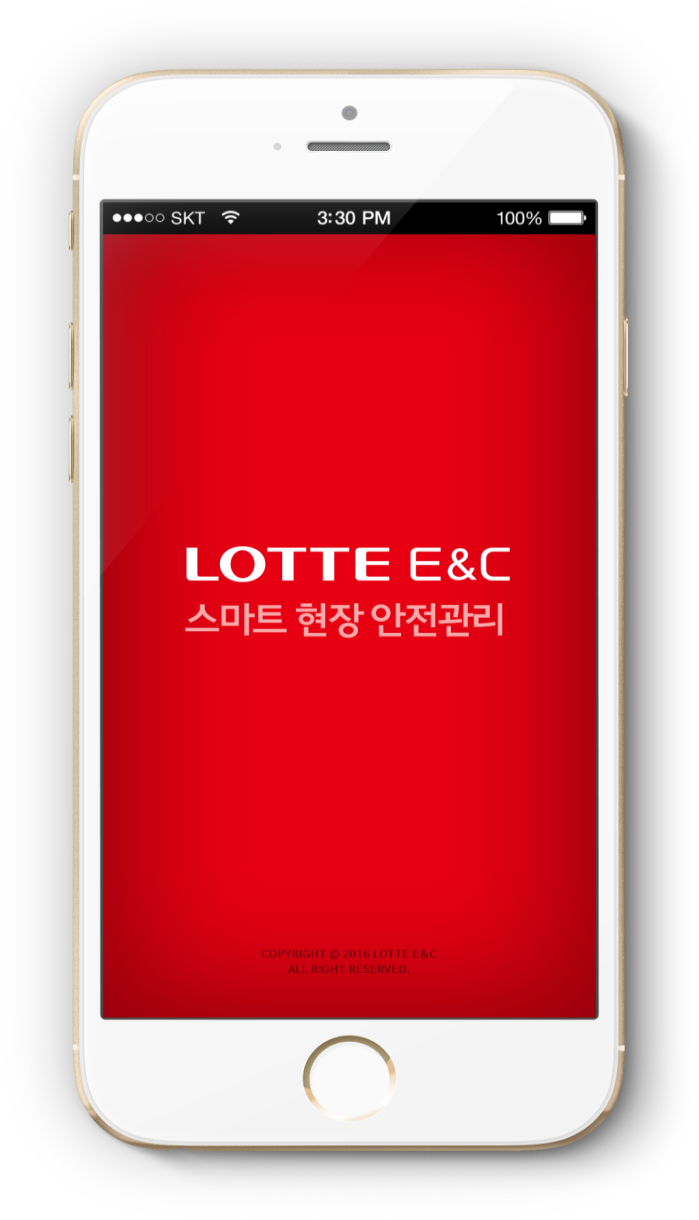 SKT 3:30 PM 100%
LOTTE E&C
스마트 현장 안전관리
COPYRIGHT © 2016 LOTTE E&C
ALL RIGHT RESERVED.